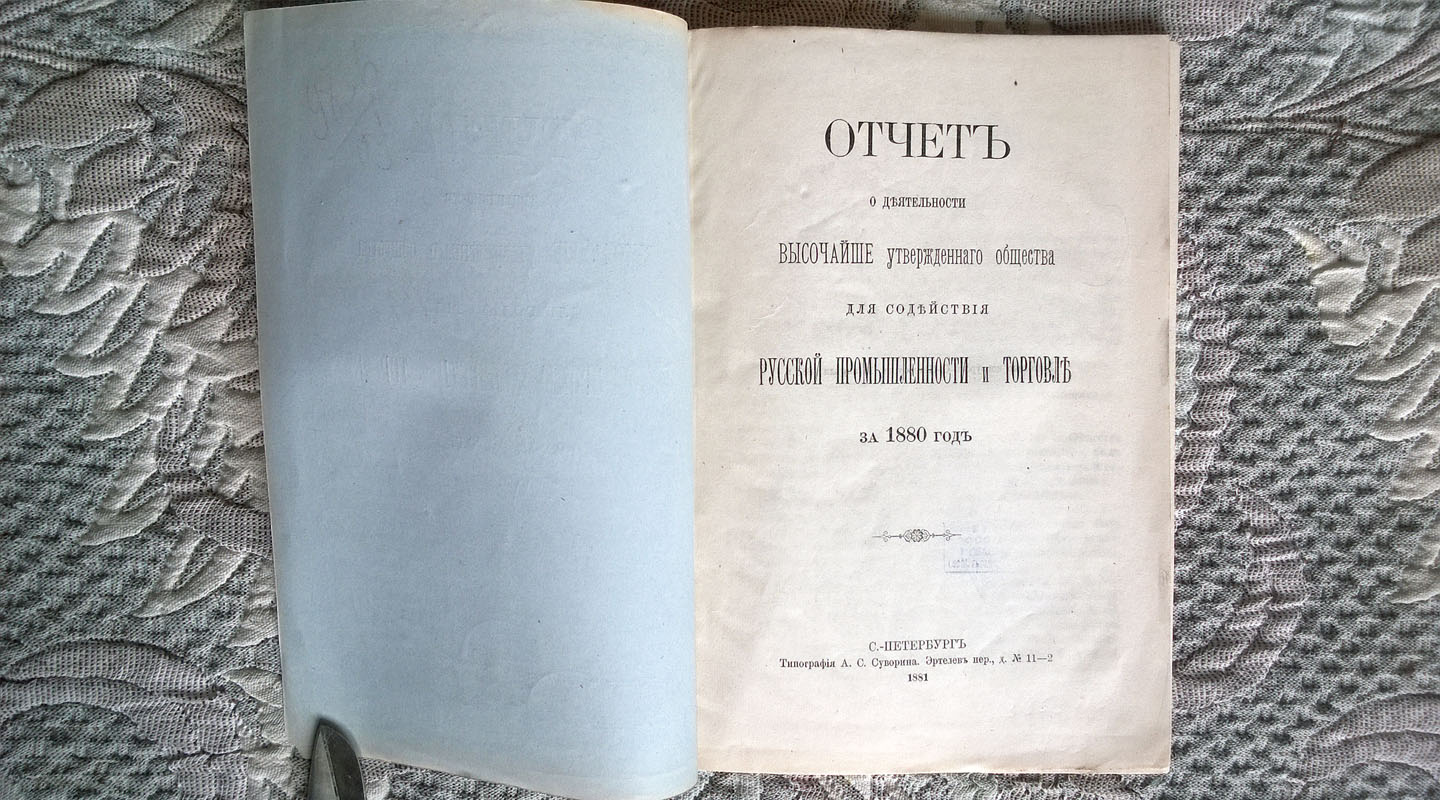 ОТЧЕТЪ
О ДѢЯТЕЛЬНОСТИ
ВЫСОЧАЙШЕ утвержденнаго общества
ДЛЯ СОДѢЙСТВІЯ
РУССКОЙ ПРОМЫШЛЕННОСТИ и ТОРГОВЛѢ
ЗА 1880 ГОДЪ
С.-ПЕТЕРБУРГЪ
Типографія А. С. Суворина. Эртелевъ пер., д. № 11—2
1881